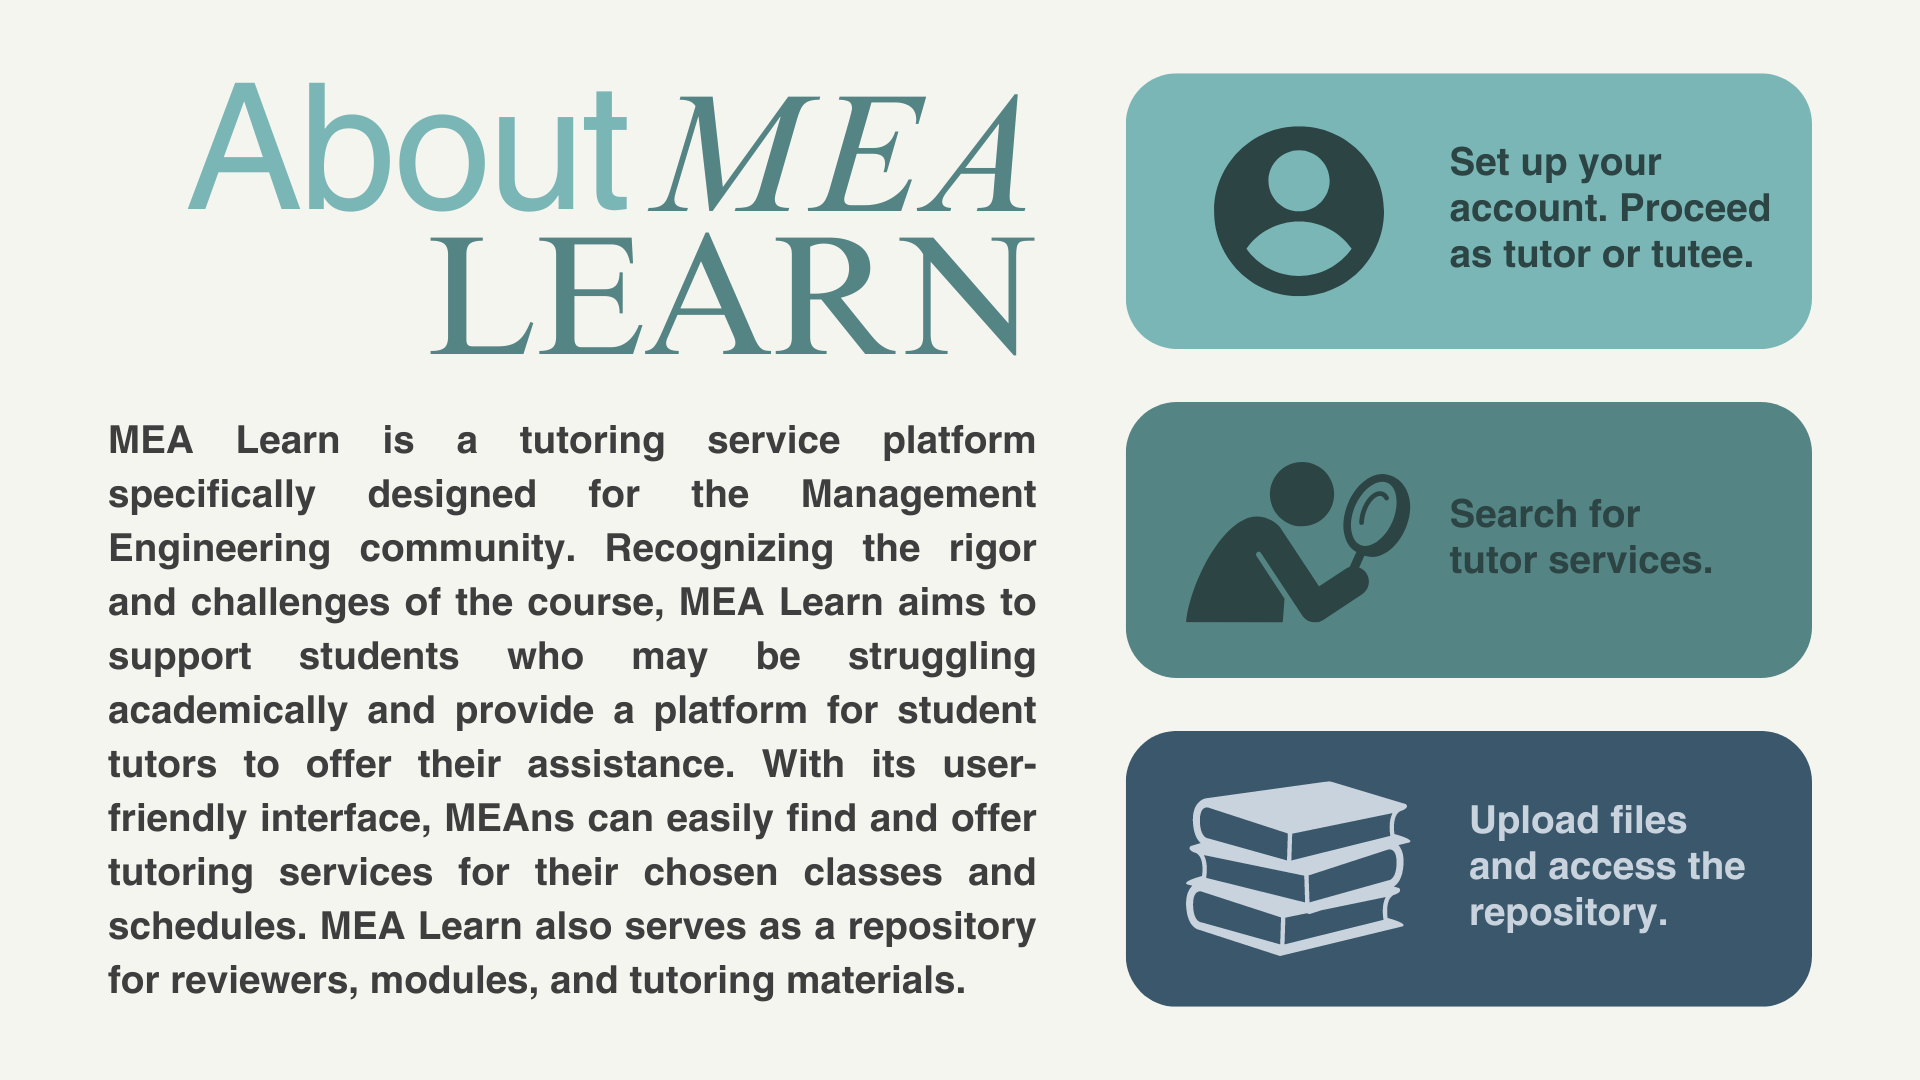 About MEA
LEARN
MEA Learn is a tutoring service platform
specifically designed for the Management
Engineering community. Recognizing the rigor
and challenges of the course, MEA Learn aims to
support students who may be struggling
academically and provide a platform for student
tutors to offer their assistance. With its user-
friendly interface, MEAns can easily find and offer
tutoring services for their chosen classes and
schedules. MEA Learn also serves as a repository
for reviewers, modules, and tutoring materials.
Set up your
account. Proceed
as tutor or tutee.
Search for
tutor services.
Upload files
and access the
repository.